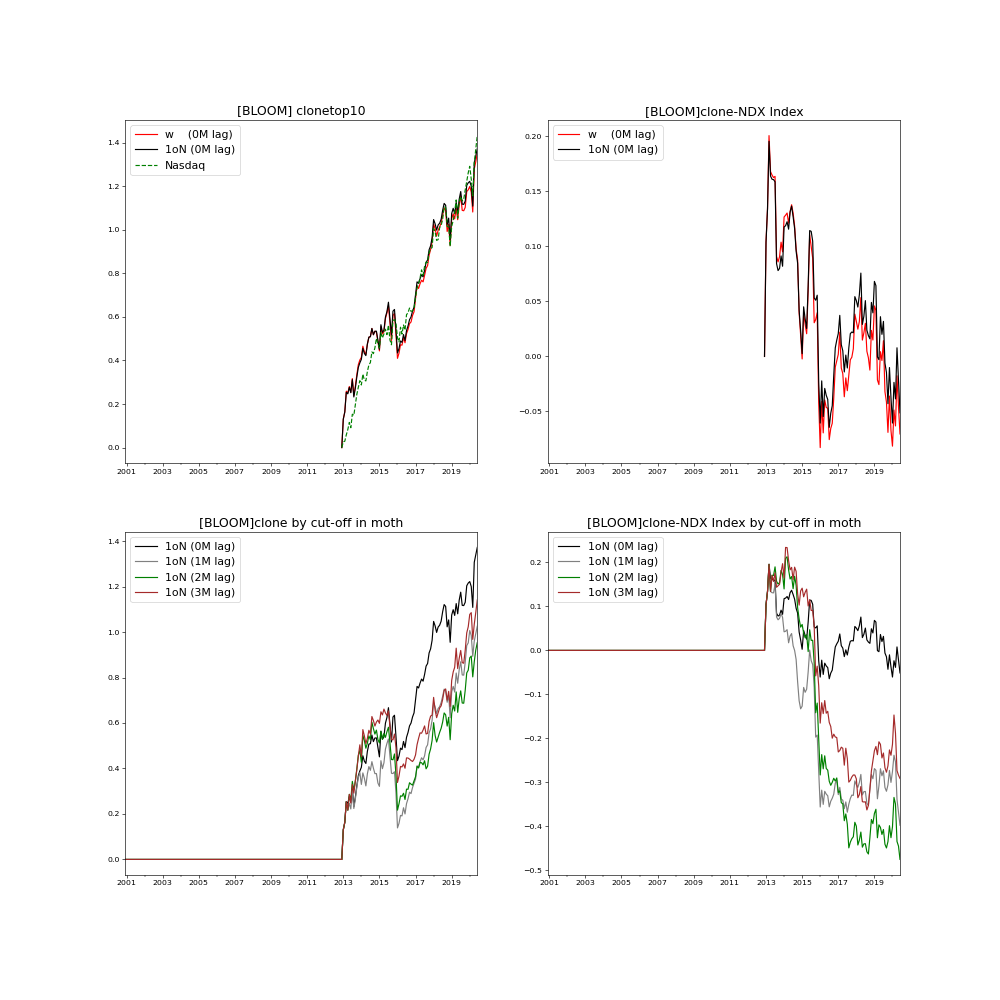 [BLOOM] clonetop10
w    (0M lag)
1oN (0M lag)
Nasdaq
1.4
1.2
1.0
0.8
0.6
0.4
0.2
0.0
2001 2003 2005 2007 2009 2011 2013 2015 2017 2019
[BLOOM]clone-NDX Index
w    (0M lag)
1oN (0M lag)
0.20
0.15
0.10
0.05
0.00
−0.05
2001 2003 2005 2007 2009 2011 2013 2015 2017 2019
[BLOOM]clone by cut-off in moth
1oN (0M lag)
1oN (1M lag)
1oN (2M lag)
1oN (3M lag)
1.4
1.2
1.0
0.8
0.6
0.4
0.2
0.0
2001 2003 2005 2007 2009 2011 2013 2015 2017 2019
[BLOOM]clone-NDX Index by cut-off in moth
1oN (0M lag)
1oN (1M lag)
1oN (2M lag)
1oN (3M lag)
0.2
0.1
0.0
−0.1
−0.2
−0.3
−0.4
−0.5
2001 2003 2005 2007 2009 2011 2013 2015 2017 2019